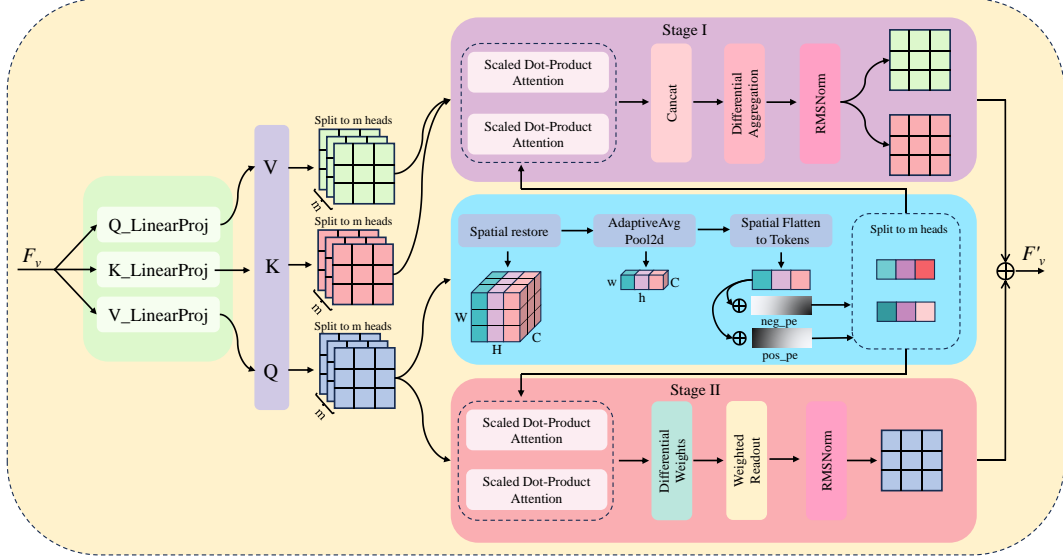 F_v
Q_LinearProj
K_LinearProj
V_LinearProj
V
K
Q
Split to m heads
m
Split to m heads
m
Split to m heads
m
Stage I
Scaled Dot-Product
Attention
Scaled Dot-Product
Attention
Cancat
Differential
Aggregation
RMSNorm
Spatial restore
AdaptiveAvg
Pool2d
Spatial Flatten
to Tokens
W
H
C
w
h
C
neg_pe
pos_pe
Split to m heads
Stage II
Scaled Dot-Product
Attention
Scaled Dot-Product
Attention
Differential
Weights
Weighted
Readout
RMSNorm
F'_v